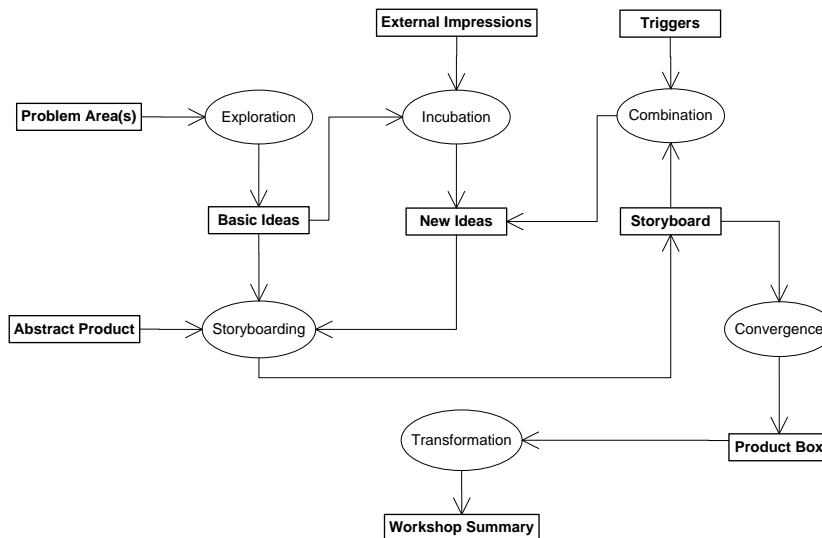 External Impressions
Triggers
Problem Area(s)
Exploration
Incubation
Combination
Basic Ideas
New Ideas
Storyboard
Abstract Product
Storyboarding
Convergence
Transformation
Product Box
Workshop Summary